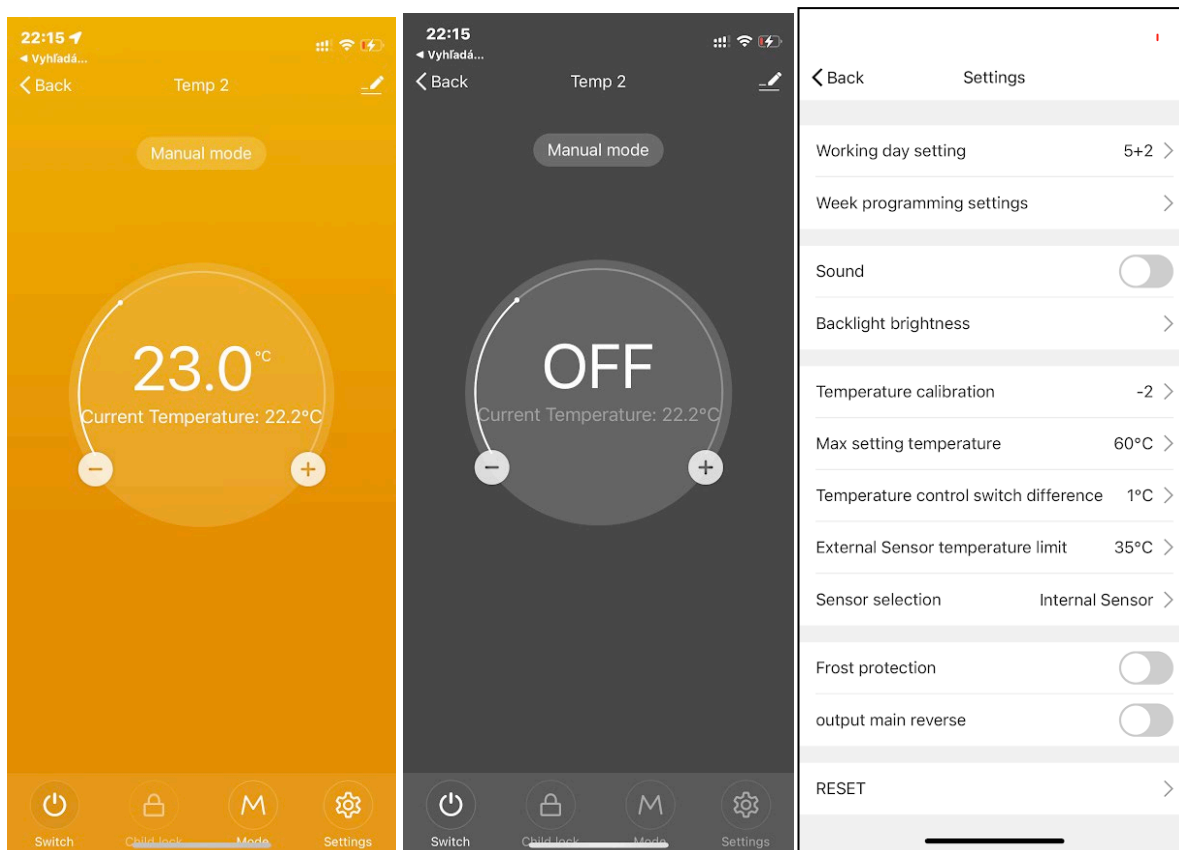 22:15
◀ Vyhľadá...
Back
Temp 2
Manual mode
23.0 °C
Current Temperature: 22.2°C
Switch
Child lock
Mode
Settings
22:15
◀ Vyhľadá...
Back
Temp 2
Manual mode
OFF
Current Temperature: 22.2°C
Switch
Child lock
Mode
Settings
Back
Settings
Working day setting 5+2
Week programming settings
Sound
Backlight brightness
Temperature calibration -2
Max setting temperature 60°C
Temperature control switch difference 1°C
External Sensor temperature limit 35°C
Sensor selection Internal Sensor
Frost protection
output main reverse
RESET